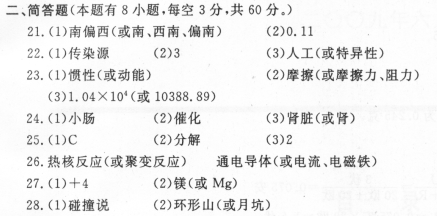 二、简答题(本题有 8 小题,每空 3 分,共 60 分。)
21.(1)南偏西(或南、西南、偏南) (2)0.11
22.(1)传染源 (2)3 (3)人工(或特异性)
23.(1)惯性(或动能) (2)摩擦(或摩擦力、阻力)
(3)1.04×10⁴(或 10388.89)
24.(1)小肠 (2)催化 (3)肾脏(或肾)
25.(1)C (2)分解 (3)2
26. 热核反应(或聚变反应) 通电导体(或电流、电磁铁)
27.(1)+4 (2)镁(或 Mg)
28.(1)碰撞说 (2)环形山(或月坑)